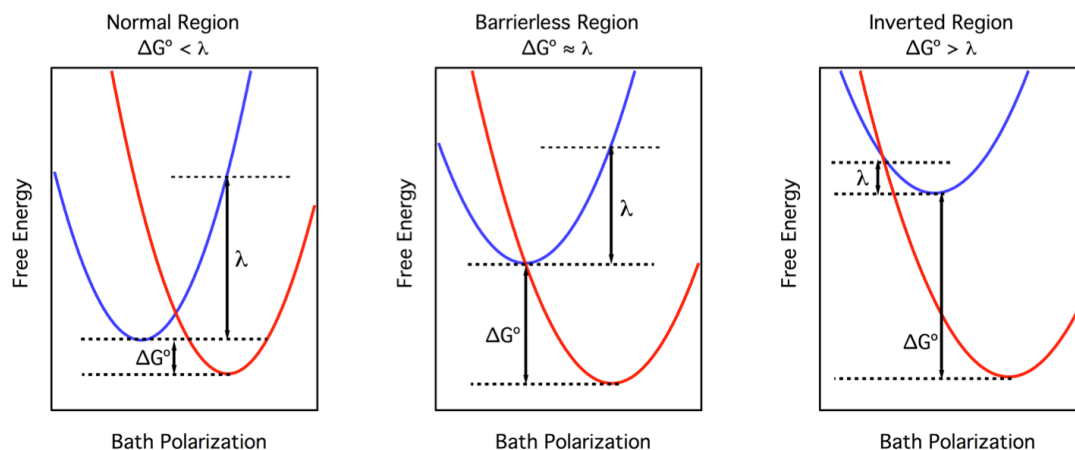 Normal Region
ΔG° < λ
Free Energy
λ
ΔG°
Bath Polarization
Barrierless Region
ΔG° ≈ λ
Free Energy
λ
ΔG°
Bath Polarization
Inverted Region
ΔG° > λ
Free Energy
λ
ΔG°
Bath Polarization